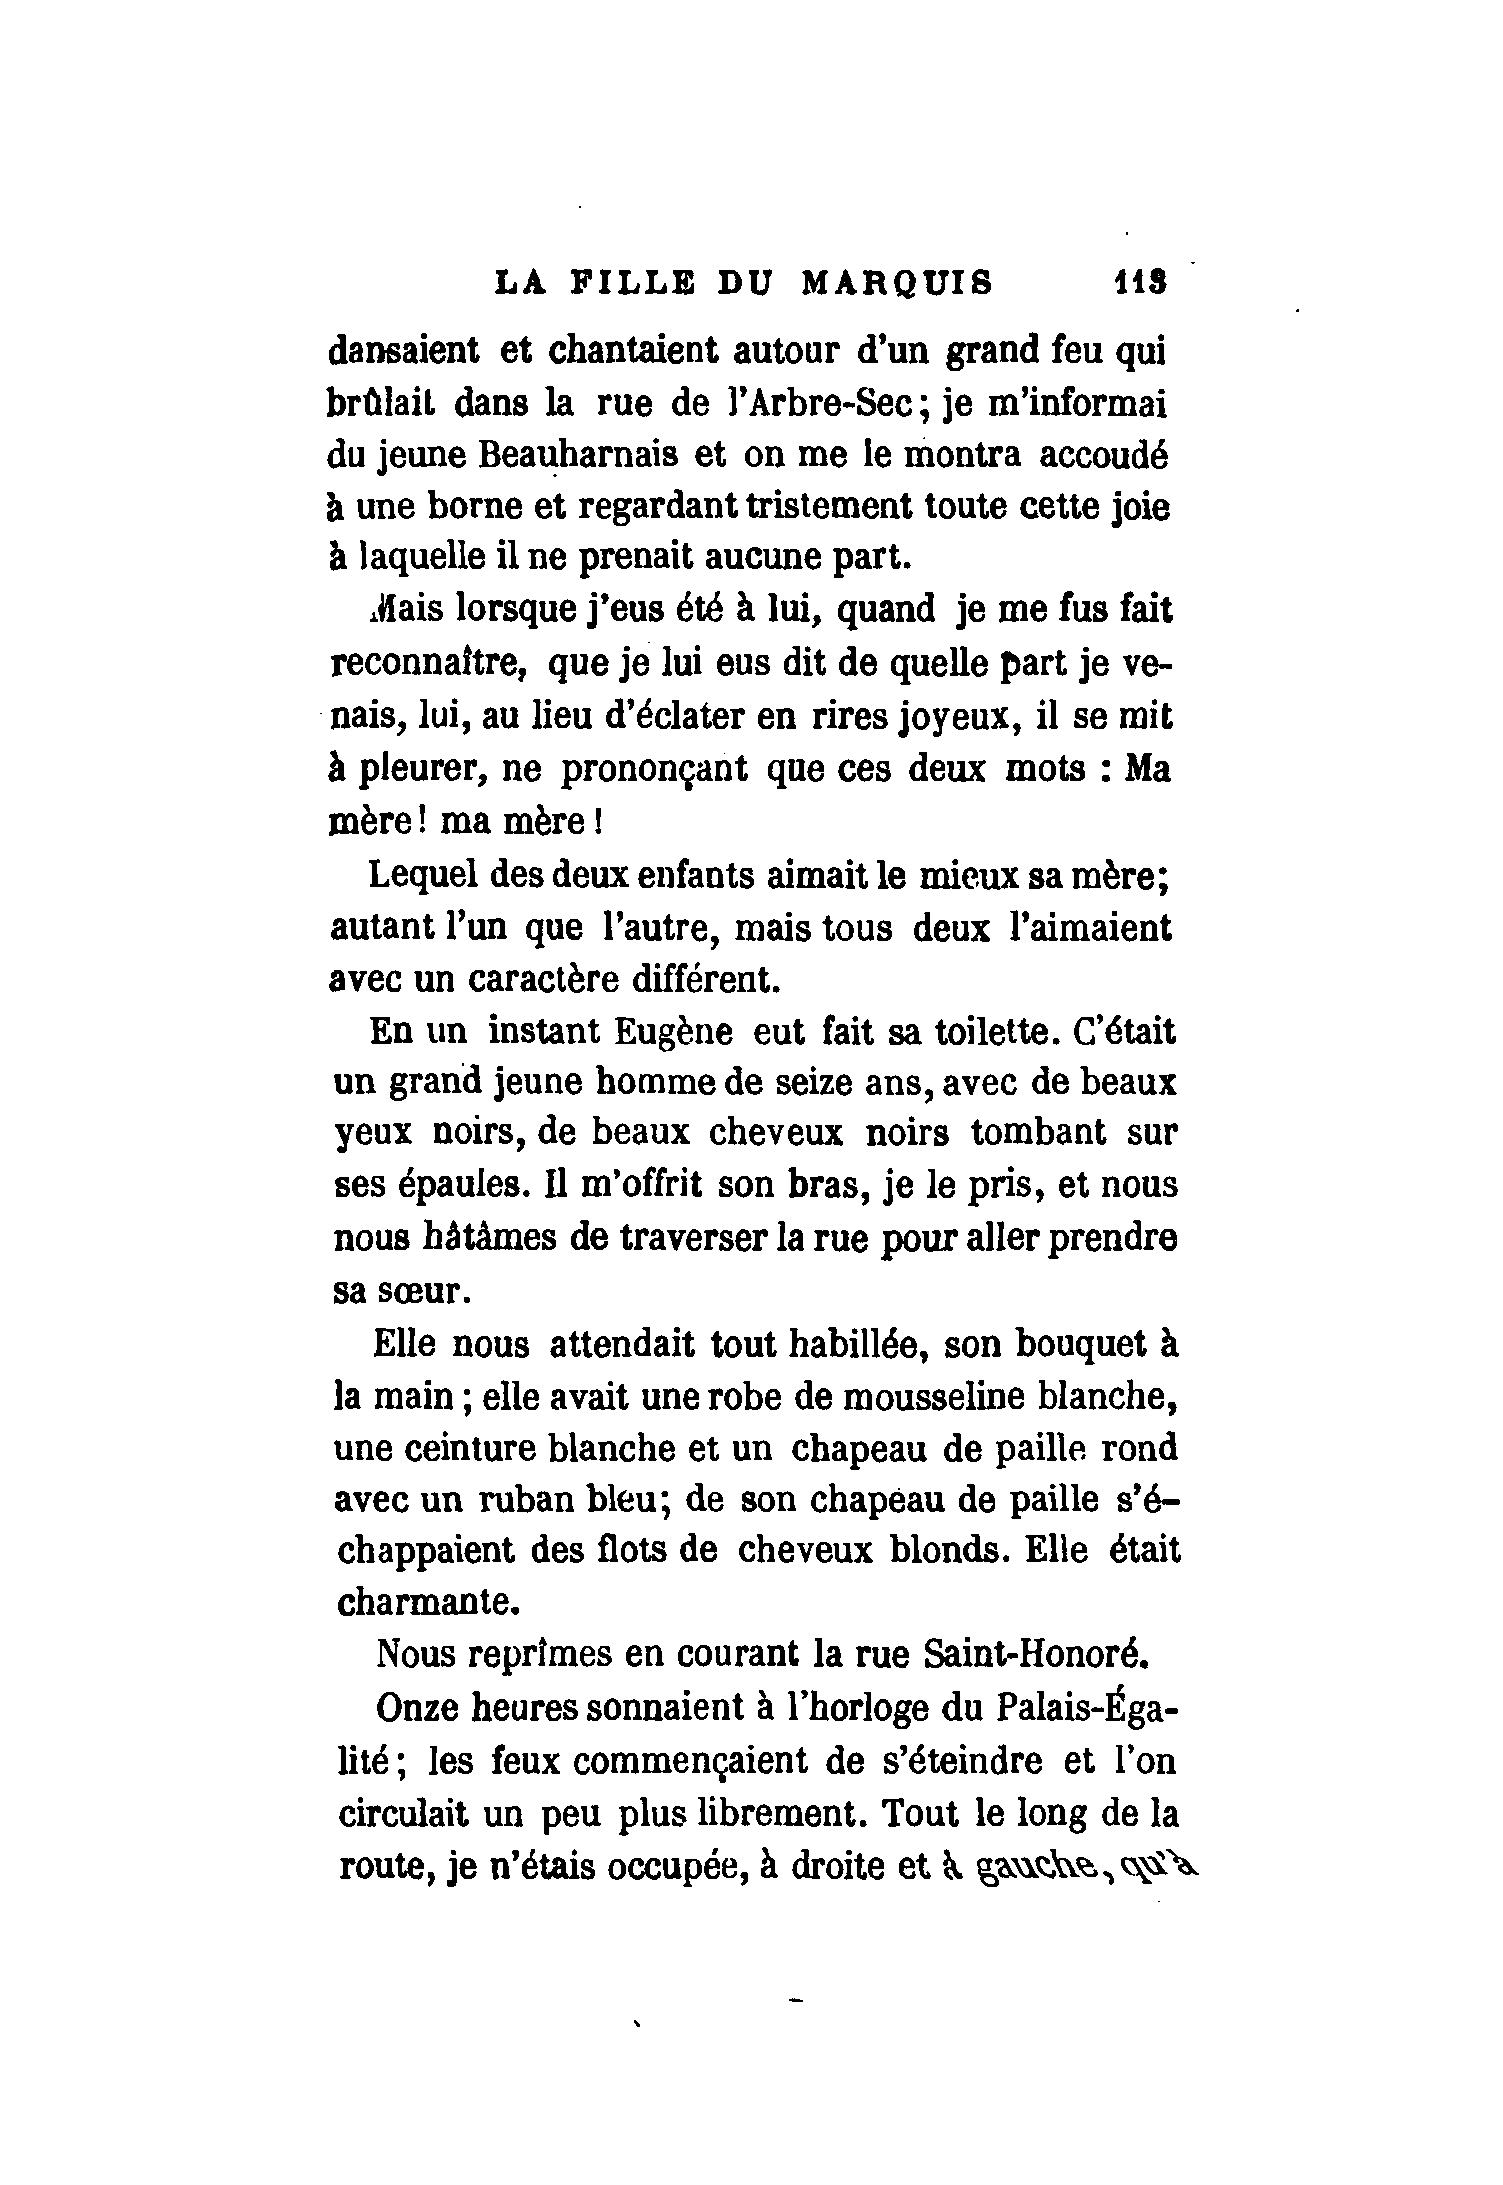 LA FILLE DU MARQUIS 113
dansaient et chantaient autour d'un grand feu qui
brûlait dans la rue de l'Arbre-Sec; je m'informai
du jeune Beauharnais et on me le montra accoudé
à une borne et regardant tristement toute cette joie
à laquelle il ne prenait aucune part.
Mais lorsque j'eus été à lui, quand je me fus fait
reconnaître, que je lui eus dit de quelle part je ve-
nais, lui, au lieu d'éclater en rires joyeux, il se mit
à pleurer, ne prononçant que ces deux mots : Ma
mère! ma mère!
Lequel des deux enfants aimait le mieux sa mère;
autant l'un que l'autre, mais tous deux l'aimaient
avec un caractère différent.
En un instant Eugène eut fait sa toilette. C'était
un grand jeune homme de seize ans, avec de beaux
yeux noirs, de beaux cheveux noirs tombant sur
ses épaules. Il m'offrit son bras, je le pris, et nous
nous hâtâmes de traverser la rue pour aller prendre
sa sœur.
Elle nous attendait tout habillée, son bouquet à
la main; elle avait une robe de mousseline blanche,
une ceinture blanche et un chapeau de paille rond
avec un ruban bleu; de son chapeau de paille s'é-
chappaient des flots de cheveux blonds. Elle était
charmante.
Nous reprîmes en courant la rue Saint-Honoré.
Onze heures sonnaient à l'horloge du Palais-Éga-
lité; les feux commençaient de s'éteindre et l'on
circulait un peu plus librement. Tout le long de la
route, je n'étais occupée, à droite et à gauche, qu'à